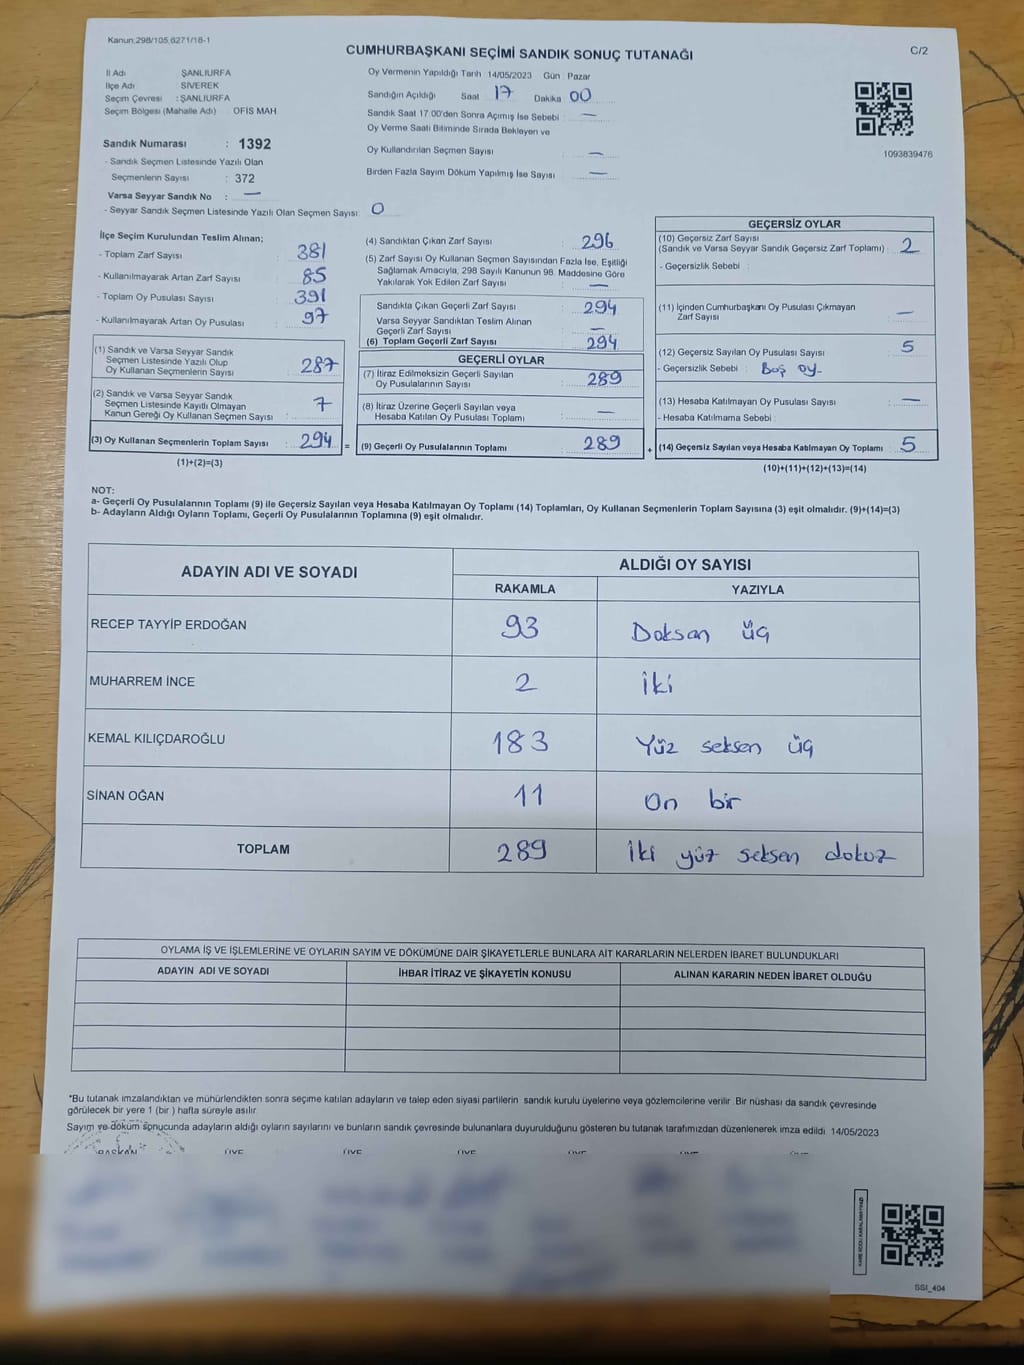 Kanun.298/105,6271/18-1
CUMHURBAŞKANI SEÇİMİ SANDIK SONUÇ TUTANAĞI
C/2
İl Adı ŞANLIURFA
İlçe Adı SİVEREK
Seçim Çevresi : ŞANLIURFA
Seçim Bölgesi (Mahalle Adı) : OFİS MAH
Sandık Numarası : 1392
- Sandık Seçmen Listesinde Yazılı Olan
Seçmenlerin Sayısı : 372
Varsa Seyyar Sandık No : —
- Seyyar Sandık Seçmen Listesinde Yazılı Olan Seçmen Sayısı: 0
Oy Vermenin Yapıldığı Tarih 14/05/2023 Gün : Pazar
Sandığın Açıldığı Saat 17 Dakika 00
Sandık Saat 17:00'den Sonra Açımış İse Sebebi : —
Oy Verme Saati Bitiminde Sırada Bekleyen ve
Oy Kullandırılan Seçmen Sayısı : —
Birden Fazla Sayım Döküm Yapılmış İse Sayısı : —
1093839476
İlçe Seçim Kurulundan Teslim Alınan;
- Toplam Zarf Sayısı : 381
- Kullanılmayarak Artan Zarf Sayısı : 85
- Toplam Oy Pusulası Sayısı : 391
- Kullanılmayarak Artan Oy Pusulası : 97
(1) Sandık ve Varsa Seyyar Sandık
Seçmen Listesinde Yazılı Olup
Oy Kullanan Seçmenlerin Sayısı : 287
(2) Sandık ve Varsa Seyyar Sandık
Seçmen Listesinde Kayıtlı Olmayan
Kanun Gereği Oy Kullanan Seçmen Sayısı : 7
(3) Oy Kullanan Seçmenlerin Toplam Sayısı : 294 =
(1)+(2)=(3)
(4) Sandıktan Çıkan Zarf Sayısı : 296
(5) Zarf Sayısı Oy Kullanan Seçmen Sayısından Fazla İse, Eşitliği
Sağlamak Amacıyla, 298 Sayılı Kanunun 98. Maddesine Göre
Yakılarak Yok Edilen Zarf Sayısı : —
Sandıkta Çıkan Geçerli Zarf Sayısı : 294
Varsa Seyyar Sandıktan Teslim Alınan
Geçerli Zarf Sayısı : —
(6) Toplam Geçerli Zarf Sayısı : 294
GEÇERLİ OYLAR
(7) İtiraz Edilmeksizin Geçerli Sayılan
Oy Pusulalarının Sayısı : 289
(8) İtiraz Üzerine Geçerli Sayılan veya
Hesaba Katılan Oy Pusulaları Toplamı : —
(9) Geçerli Oy Pusulalarının Toplamı : 289 +
GEÇERSİZ OYLAR
(10) Geçersiz Zarf Sayısı
(Sandık ve Varsa Seyyar Sandık Geçersiz Zarf Toplamı) : 2
- Geçersizlik Sebebi :
(11) İçinden Cumhurbaşkanı Oy Pusulası Çıkmayan
Zarf Sayısı : —
(12) Geçersiz Sayılan Oy Pusulası Sayısı : 5
- Geçersizlik Sebebi : Boş oy
(13) Hesaba Katılmayan Oy Pusulası Sayısı : —
- Hesaba Katılmama Sebebi :
(14) Geçersiz Sayılan veya Hesaba Katılmayan Oy Toplamı : 5
(10)+(11)+(12)+(13)=(14)
NOT:
a- Geçerli Oy Pusulalarının Toplamı (9) ile Geçersiz Sayılan veya Hesaba Katılmayan Oy Toplamı (14) Toplamları, Oy Kullanan Seçmenlerin Toplam Sayısına (3) eşit olmalıdır. (9)+(14)=(3)
b- Adayların Aldığı Oyların Toplamı, Geçerli Oy Pusulalarının Toplamına (9) eşit olmalıdır.
ADAYIN ADI VE SOYADI ALDIĞI OY SAYISI
RAKAMLA YAZIYLA
RECEP TAYYİP ERDOĞAN 93 Doksan üç
MUHARREM İNCE 2 İki
KEMAL KILIÇDAROĞLU 183 Yüz seksen üç
SİNAN OĞAN 11 On bir
TOPLAM 289 İki yüz seksen dokuz
OYLAMA İŞ VE İŞLEMLERİNE VE OYLARIN SAYIM VE DÖKÜMÜNE DAİR ŞİKAYETLERLE BUNLARA AİT KARARLARIN NELERDEN İBARET BULUNDUKLARI
ADAYIN ADI VE SOYADI İHBAR İTİRAZ VE ŞİKAYETİN KONUSU ALINAN KARARIN NEDEN İBARET OLDUĞU
*Bu tutanak imzalandıktan ve mühürlendikten sonra seçime katılan adayların ve talep eden siyasi partilerin sandık kurulu üyelerine veya gözlemcilerine verilir. Bir nüshası da sandık çevresinde
görülecek bir yere 1 (bir ) hafta süreyle asılır.
Sayım ve döküm sonucunda adayların aldığı oyların sayılarını ve bunların sandık çevresinde bulunanlara duyurulduğunu gösteren bu tutanak tarafımızdan düzenlenerek imza edildi 14/05/2023
BAŞKAN ÜYE ÜYE ÜYE ÜYE ÜYE ÜYE
SSI_404